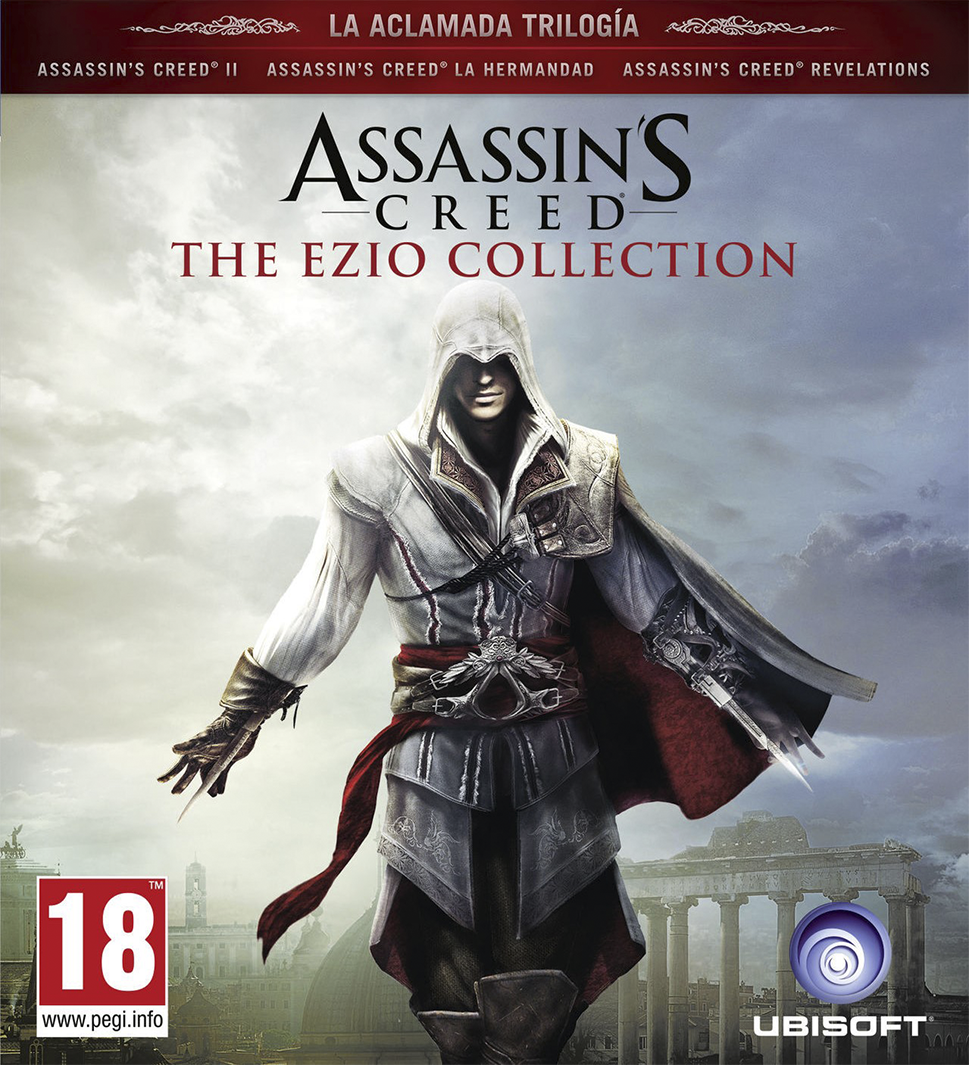 LA ACLAMADA TRILOGÍA
ASSASSIN'S CREED® II ASSASSIN'S CREED® LA HERMANDAD ASSASSIN'S CREED® REVELATIONS
ASSASSIN'S
CREED®
THE EZIO COLLECTION
18™
www.pegi.info
UBISOFT®